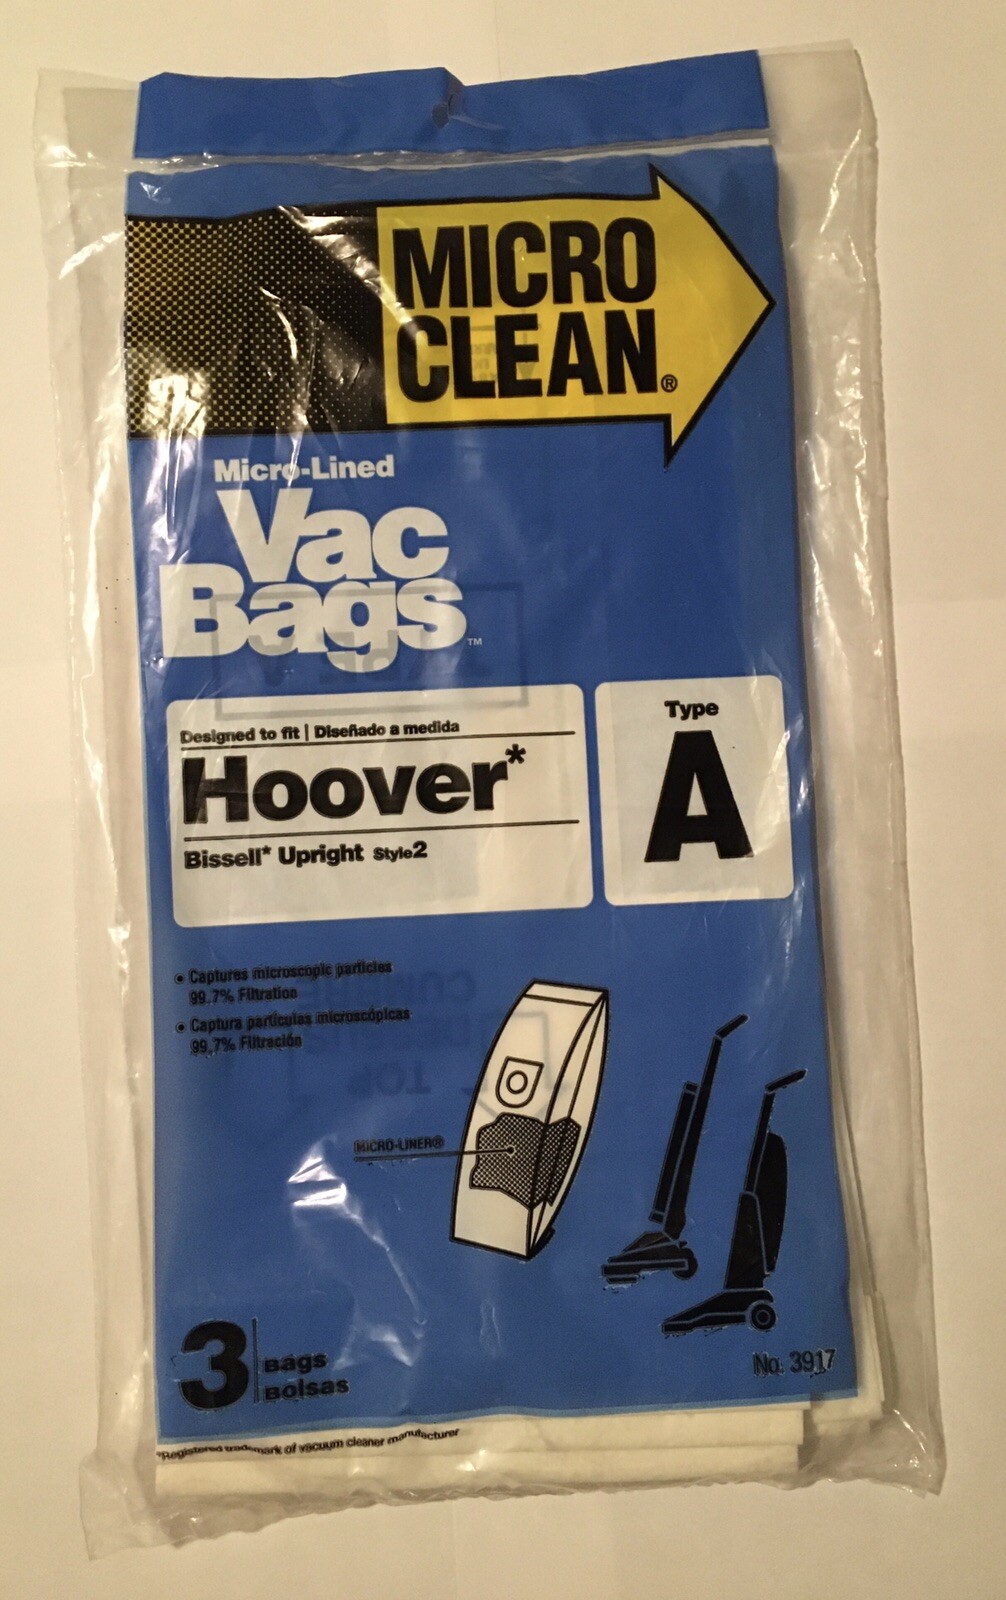 MICRO
CLEAN®
Micro-Lined
Vac
Bags™
Designed to fit | Diseñado a medida
Hoover*
Bissell* Upright Style2
Type
A
• Captures microscopic particles
99.7% Filtration
• Captura particulas microscópicas
99.7% Filtración
MICRO-LINER®
3
Bags
Bolsas
No. 3917
*Registered trademark of vacuum cleaner manufacturer